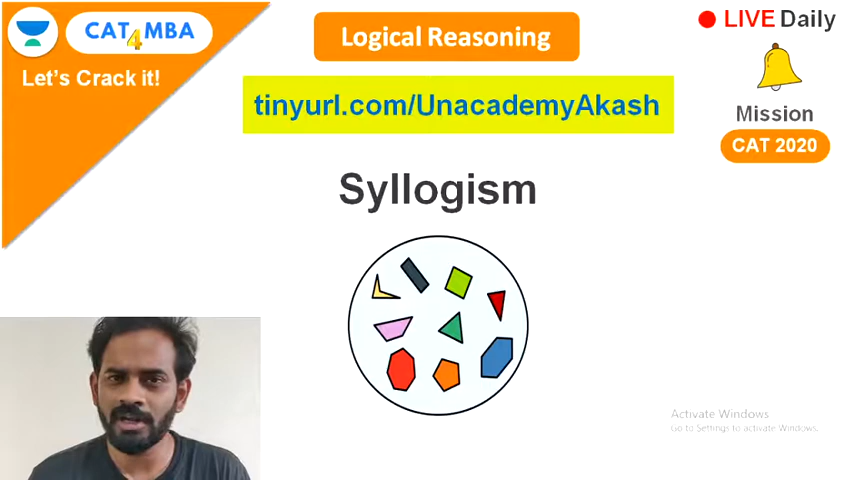 CAT4MBA
Let's Crack it!
Logical Reasoning
tinyurl.com/UnacademyAkash
LIVE Daily
Mission
CAT 2020
Syllogism
Activate Windows
Go to Settings to activate Windows.